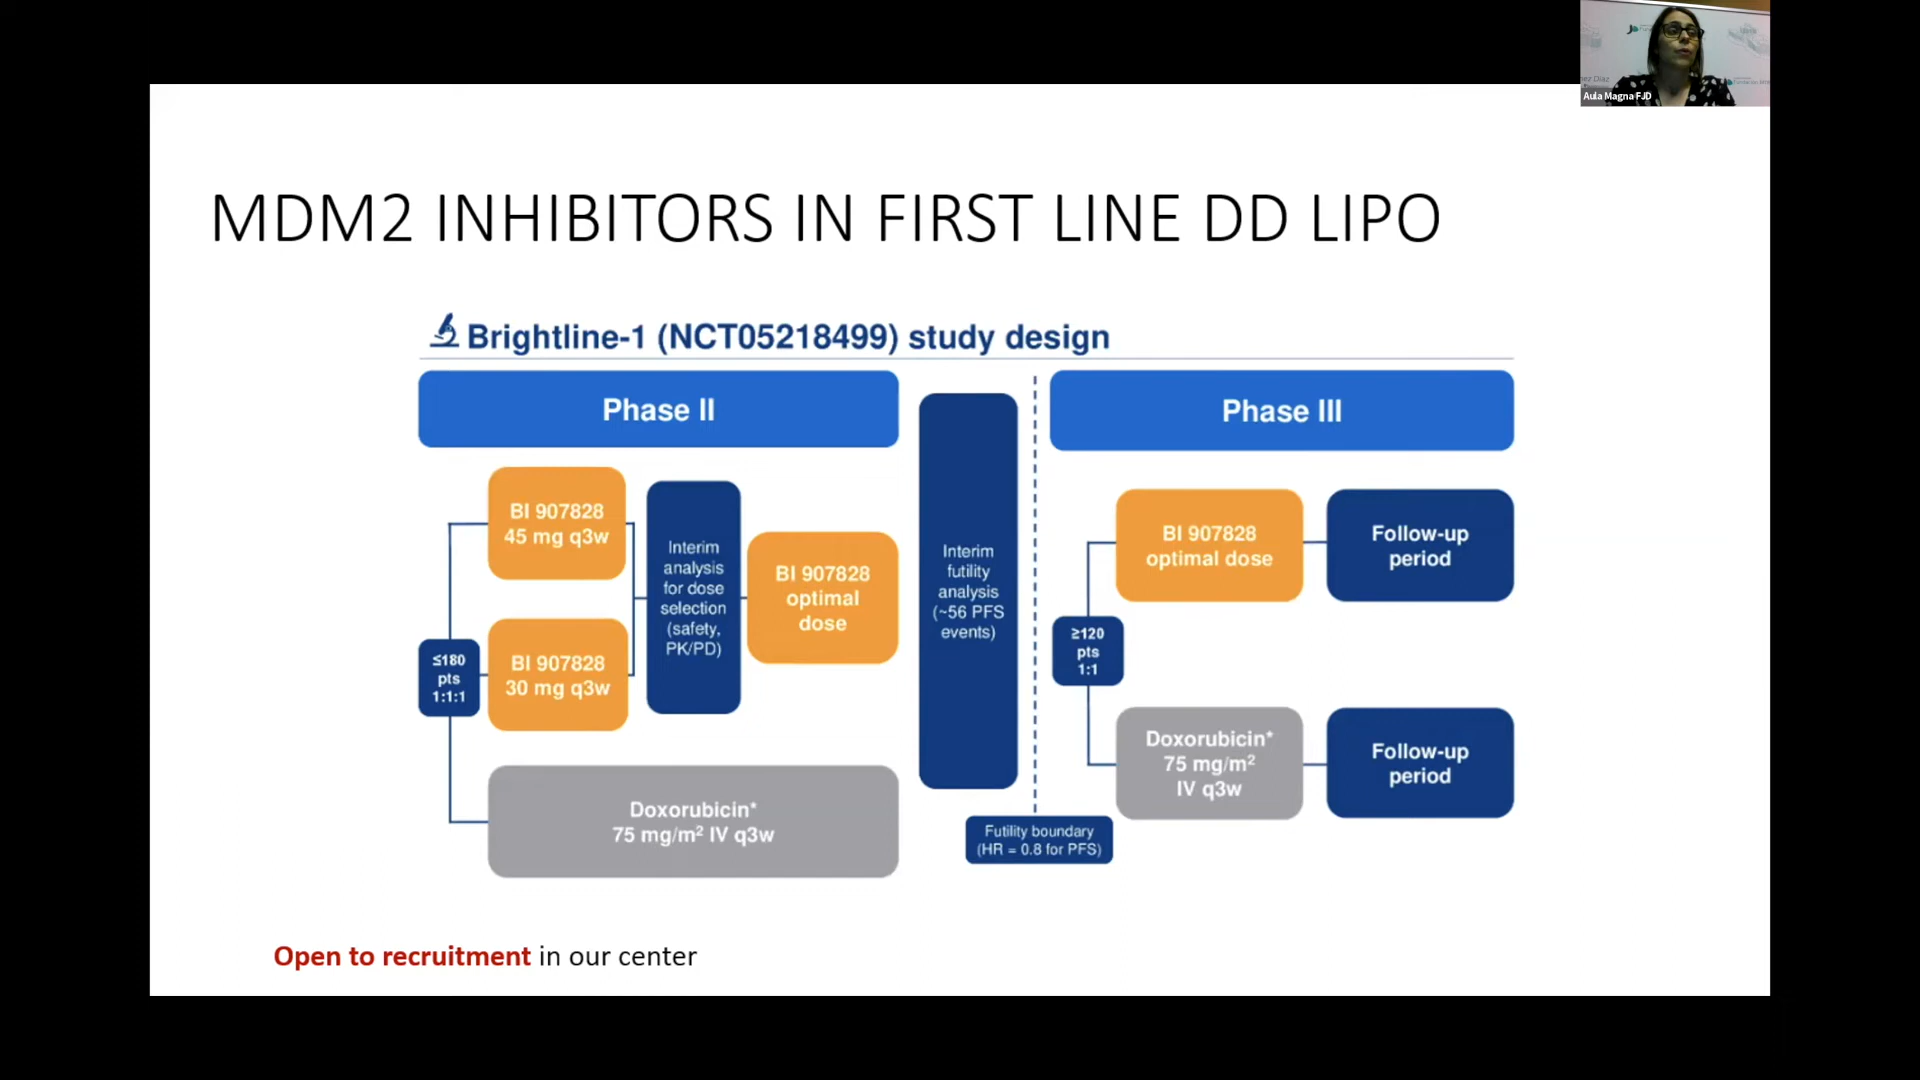 Aula Magna FJD
MDM2 INHIBITORS IN FIRST LINE DD LIPO
Brightline-1 (NCT05218499) study design
Phase II
≤180
pts
1:1:1
BI 907828
45 mg q3w
BI 907828
30 mg q3w
Interim
analysis
for dose
selection
(safety,
PK/PD)
BI 907828
optimal
dose
Doxorubicin*
75 mg/m² IV q3w
Interim
futility
analysis
(~56 PFS
events)
Futility boundary
(HR = 0.8 for PFS)
Phase III
≥120
pts
1:1
BI 907828
optimal dose
Follow-up
period
Doxorubicin*
75 mg/m²
IV q3w
Follow-up
period
Open to recruitment in our center